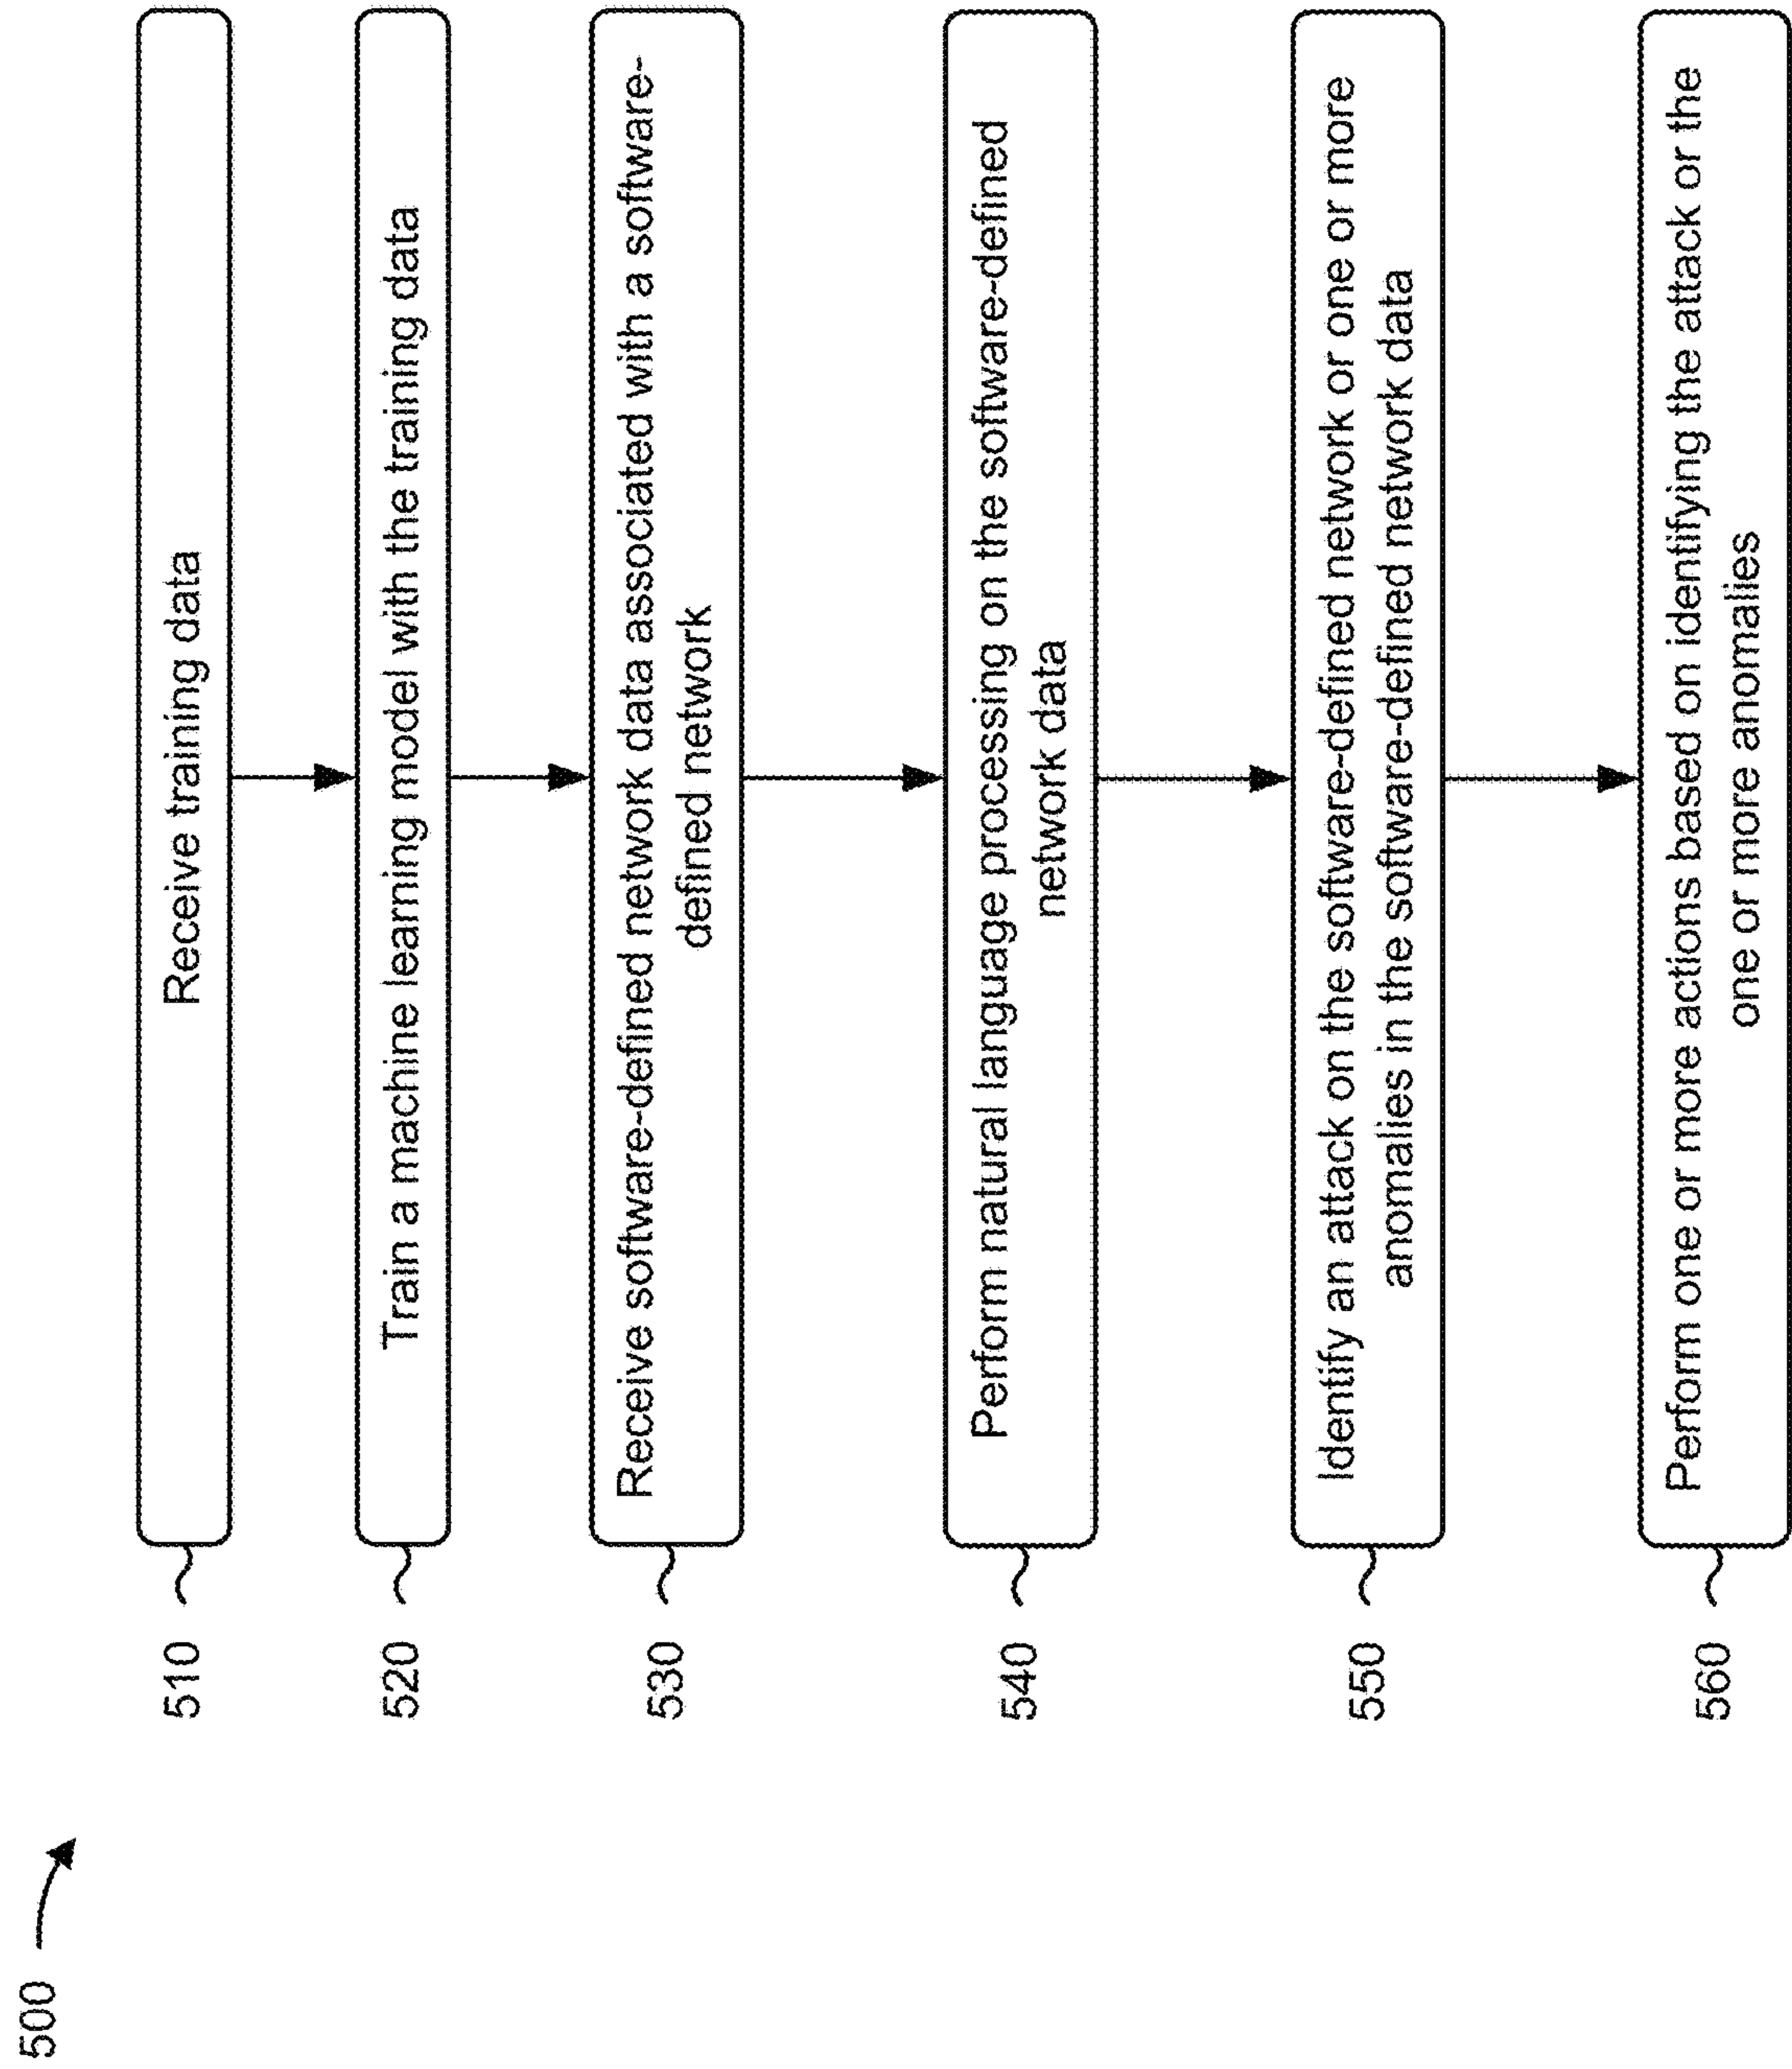 500
510
Receive training data
520
Train a machine learning model with the training data
530
Receive software-defined network data associated with a software-
defined network
540
Perform natural language processing on the software-defined
network data
550
Identify an attack on the software-defined network or one or more
anomalies in the software-defined network data
560
Perform one or more actions based on identifying the attack or the
one or more anomalies